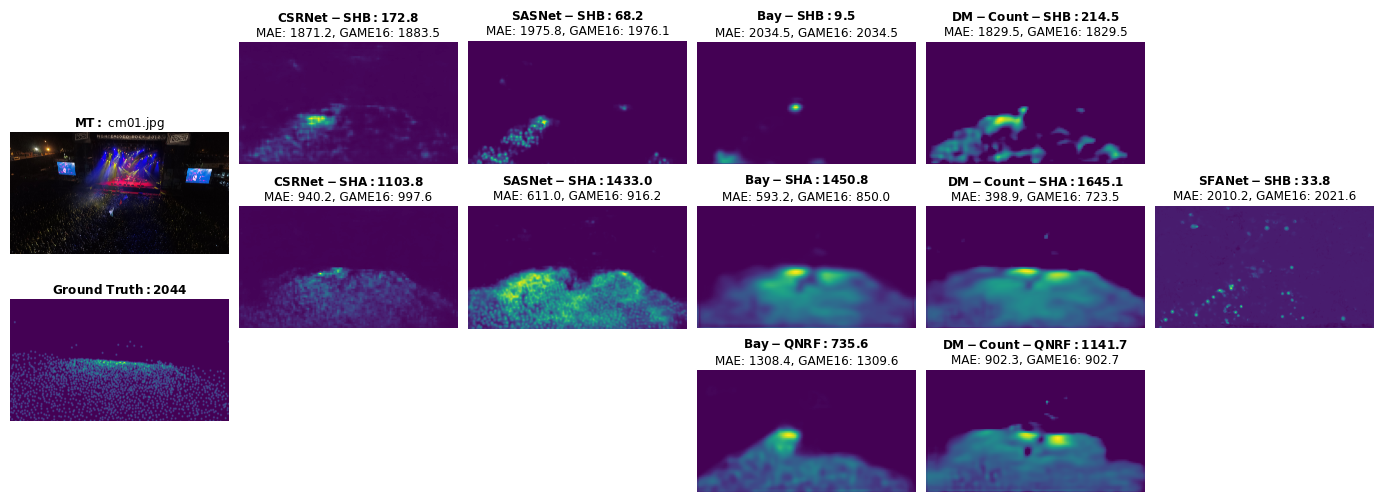 CSRNet − SHB : 172.8
MAE: 1871.2, GAME16: 1883.5
SASNet − SHB : 68.2
MAE: 1975.8, GAME16: 1976.1
Bay − SHB : 9.5
MAE: 2034.5, GAME16: 2034.5
DM − Count − SHB : 214.5
MAE: 1829.5, GAME16: 1829.5
MT : cm01.jpg
CSRNet − SHA : 1103.8
MAE: 940.2, GAME16: 997.6
SASNet − SHA : 1433.0
MAE: 611.0, GAME16: 916.2
Bay − SHA : 1450.8
MAE: 593.2, GAME16: 850.0
DM − Count − SHA : 1645.1
MAE: 398.9, GAME16: 723.5
SFANet − SHB : 33.8
MAE: 2010.2, GAME16: 2021.6
Ground Truth : 2044
Bay − QNRF : 735.6
MAE: 1308.4, GAME16: 1309.6
DM − Count − QNRF : 1141.7
MAE: 902.3, GAME16: 902.7